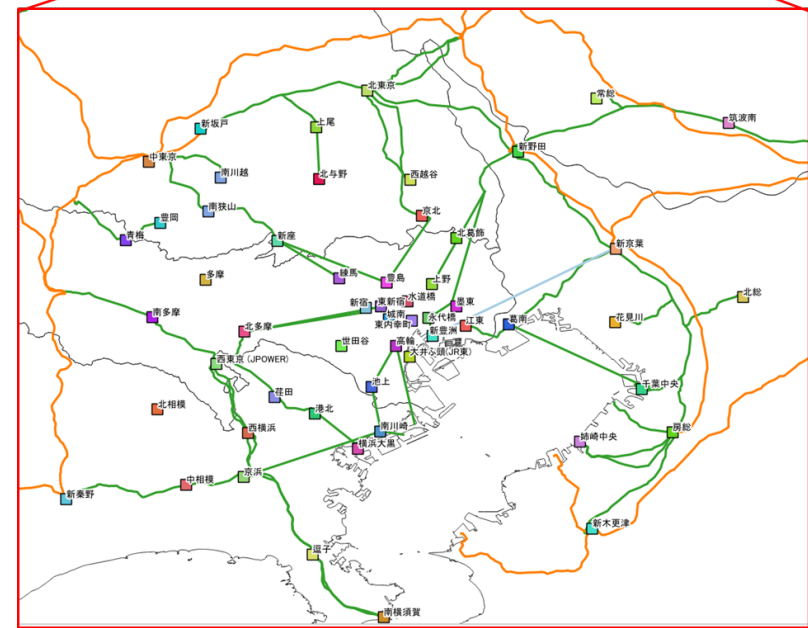 北東京
常総
新坂戸
上尾
筑波南
新野田
中東京
南川越
北与野
西越谷
南狭山
京北
豊岡
青梅
新座
北葛飾
新京葉
多摩
練馬
豊島
上野
北総
水道橋
新宿
東新宿
墨東
南多摩
城南
永代橋
東内幸町
江東
葛南
花見川
北多摩
新豊洲
世田谷
高輪
大井ふ頭(JR東)
西東京(JPOWER)
池上
千葉中央
荏田
北相模
港北
西横浜
南川崎
房総
横浜大黒
姉崎中央
京浜
中相模
新秦野
新木更津
逗子
南横須賀